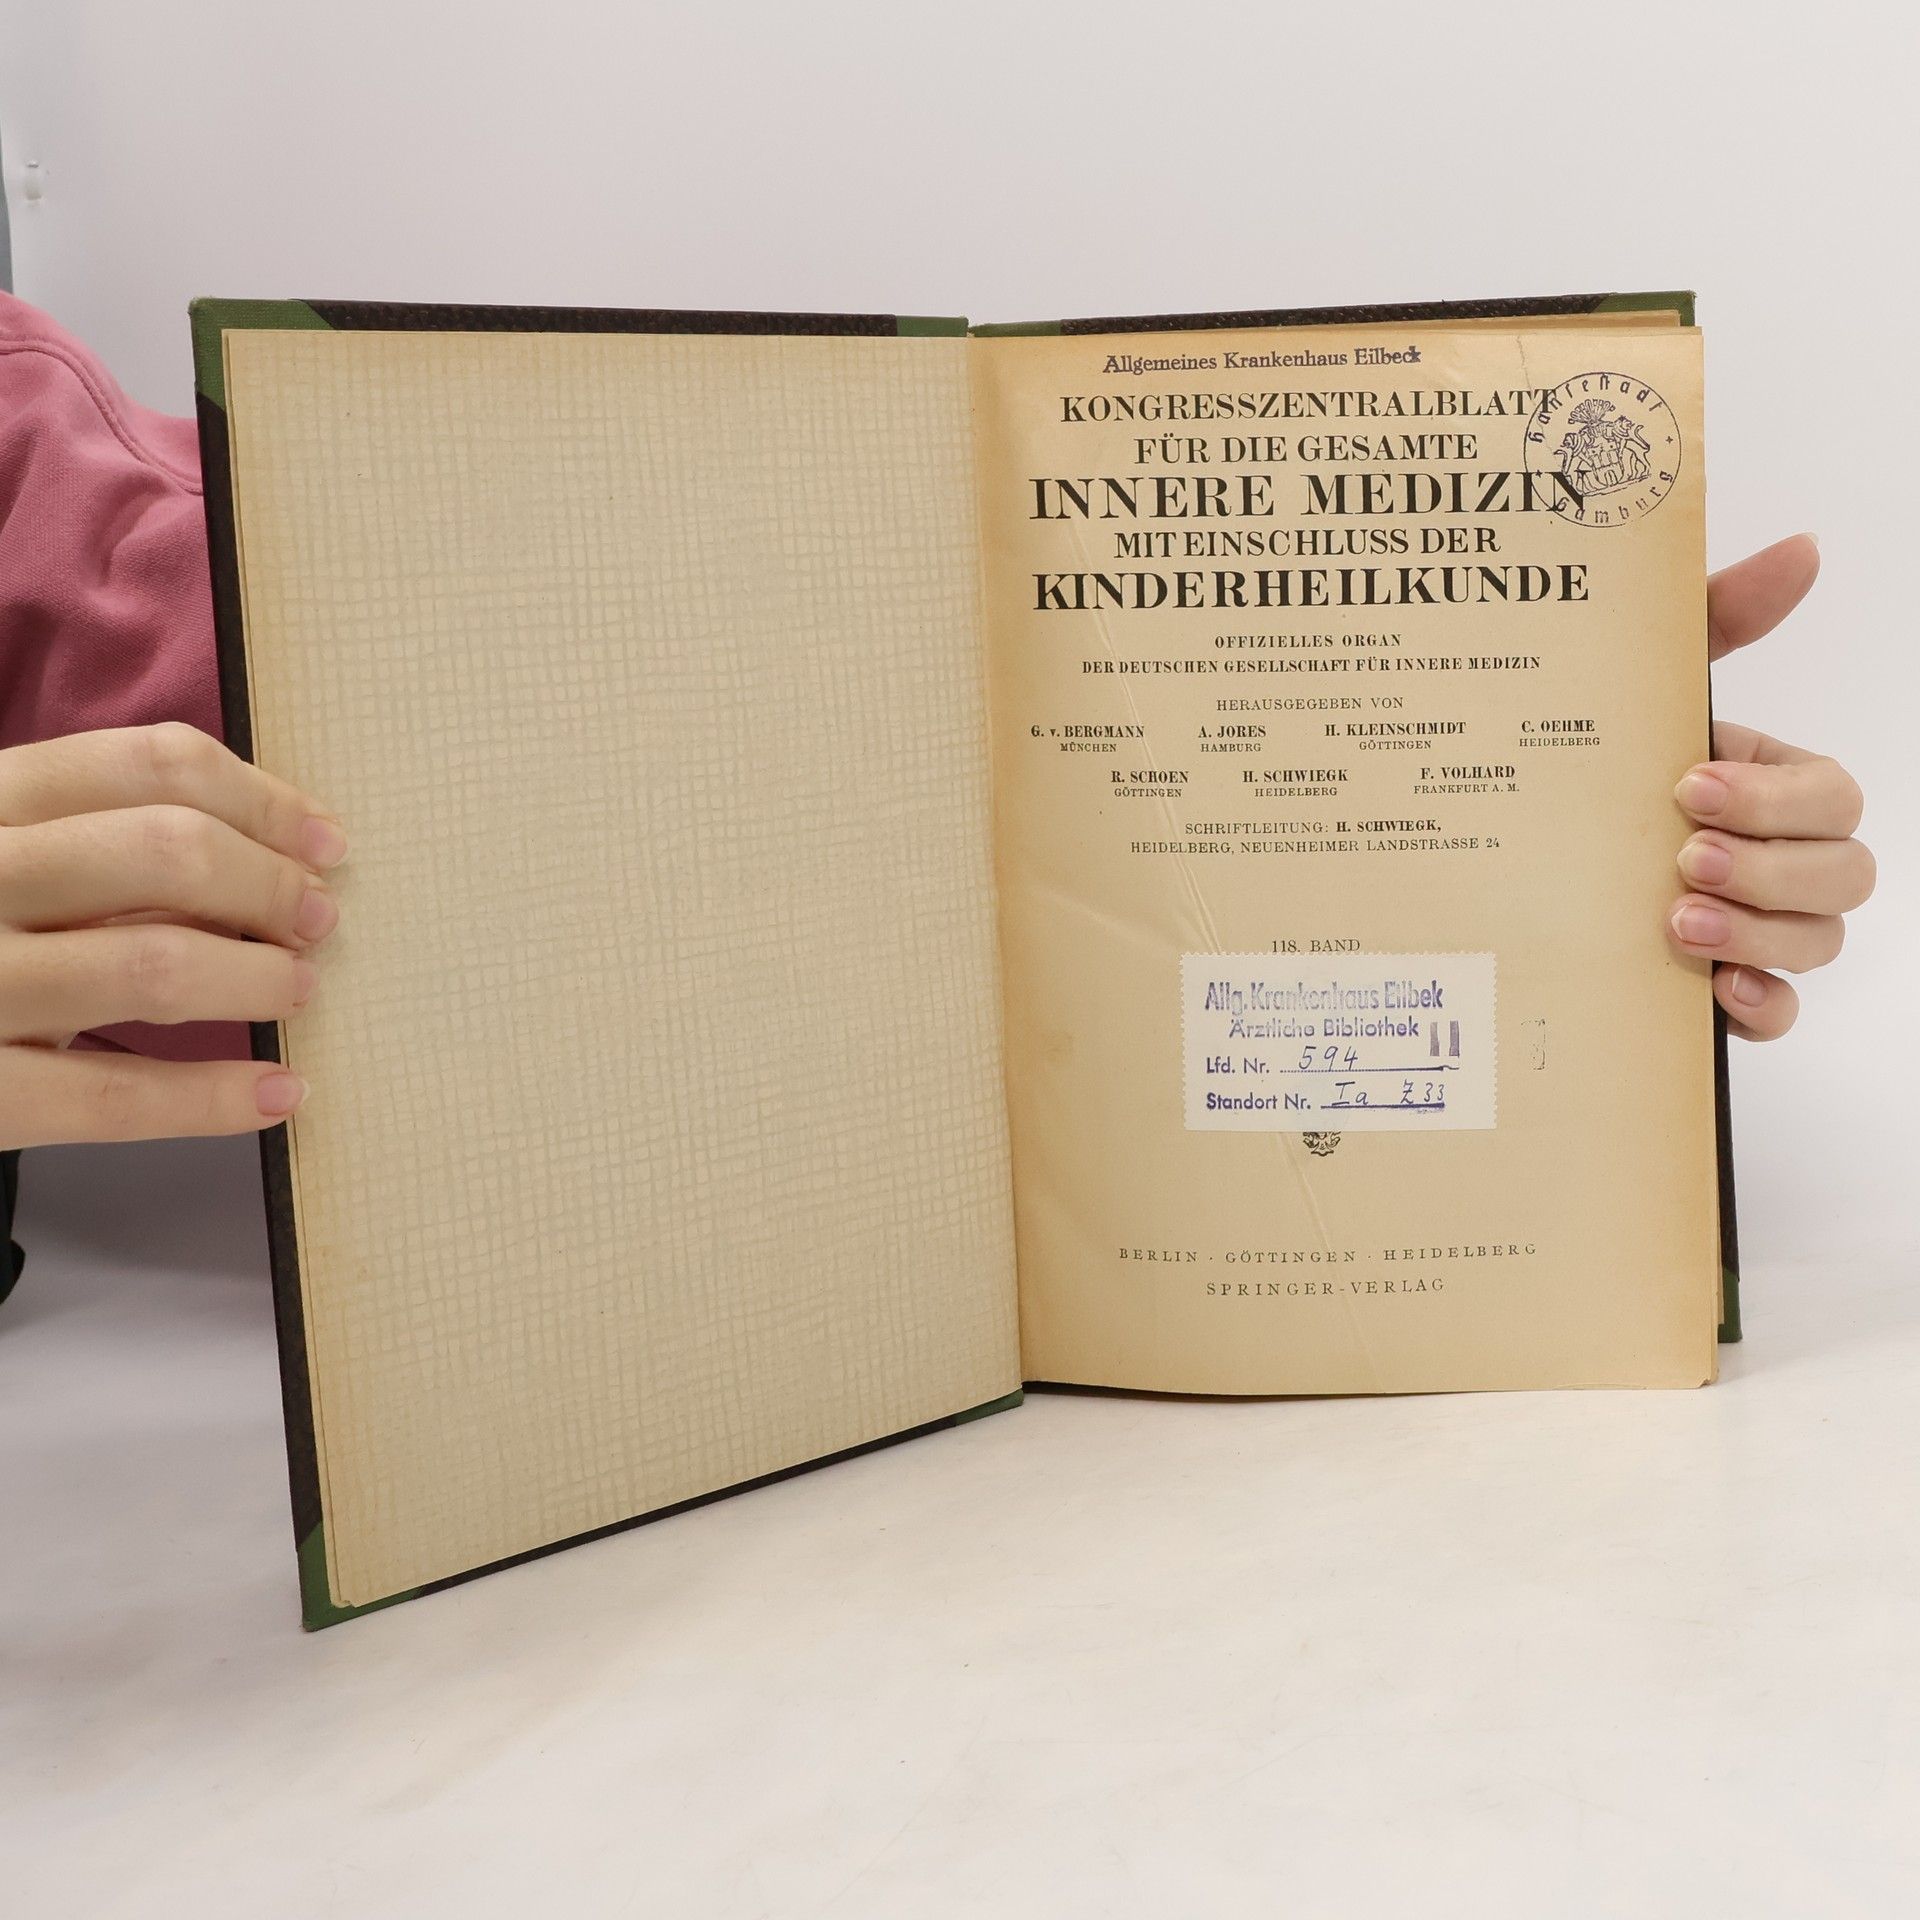 Allgemeines Krankenhaus Eilbeck
Hansestadt Hamburg
KONGRESSZENTRALBLATT
FÜR DIE GESAMTE
INNERE MEDIZIN
MIT EINSCHLUSS DER
KINDERHEILKUNDE
OFFIZIELLES ORGAN
DER DEUTSCHEN GESELLSCHAFT FÜR INNERE MEDIZIN
HERAUSGEGEBEN VON
G. v. BERGMANN A. JORES H. KLEINSCHMIDT C. OEHME
MÜNCHEN HAMBURG GÖTTINGEN HEIDELBERG
R. SCHOEN H. SCHWIEGK F. VOLHARD
GÖTTINGEN HEIDELBERG FRANKFURT A. M.
SCHRIFTLEITUNG: H. SCHWIEGK,
HEIDELBERG, NEUENHEIMER LANDSTRASSE 24
118. BAND
Allg. Krankenhaus Eilbek
Ärztliche Bibliothek
Lfd. Nr. 594
Standort Nr. Ia Z 33
BERLIN · GÖTTINGEN · HEIDELBERG
SPRINGER-VERLAG